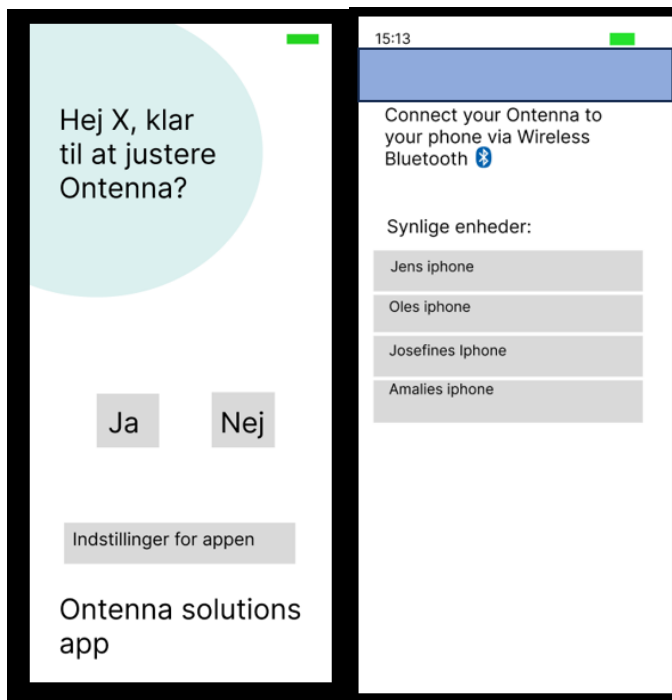 Hej X, klar
til at justere
Ontenna?
Ja
Nej
Indstillinger for appen
Ontenna solutions
app
15:13
Connect your Ontenna to
your phone via Wireless
Bluetooth
Synlige enheder:
Jens iphone
Oles iphone
Josefines Iphone
Amalies iphone